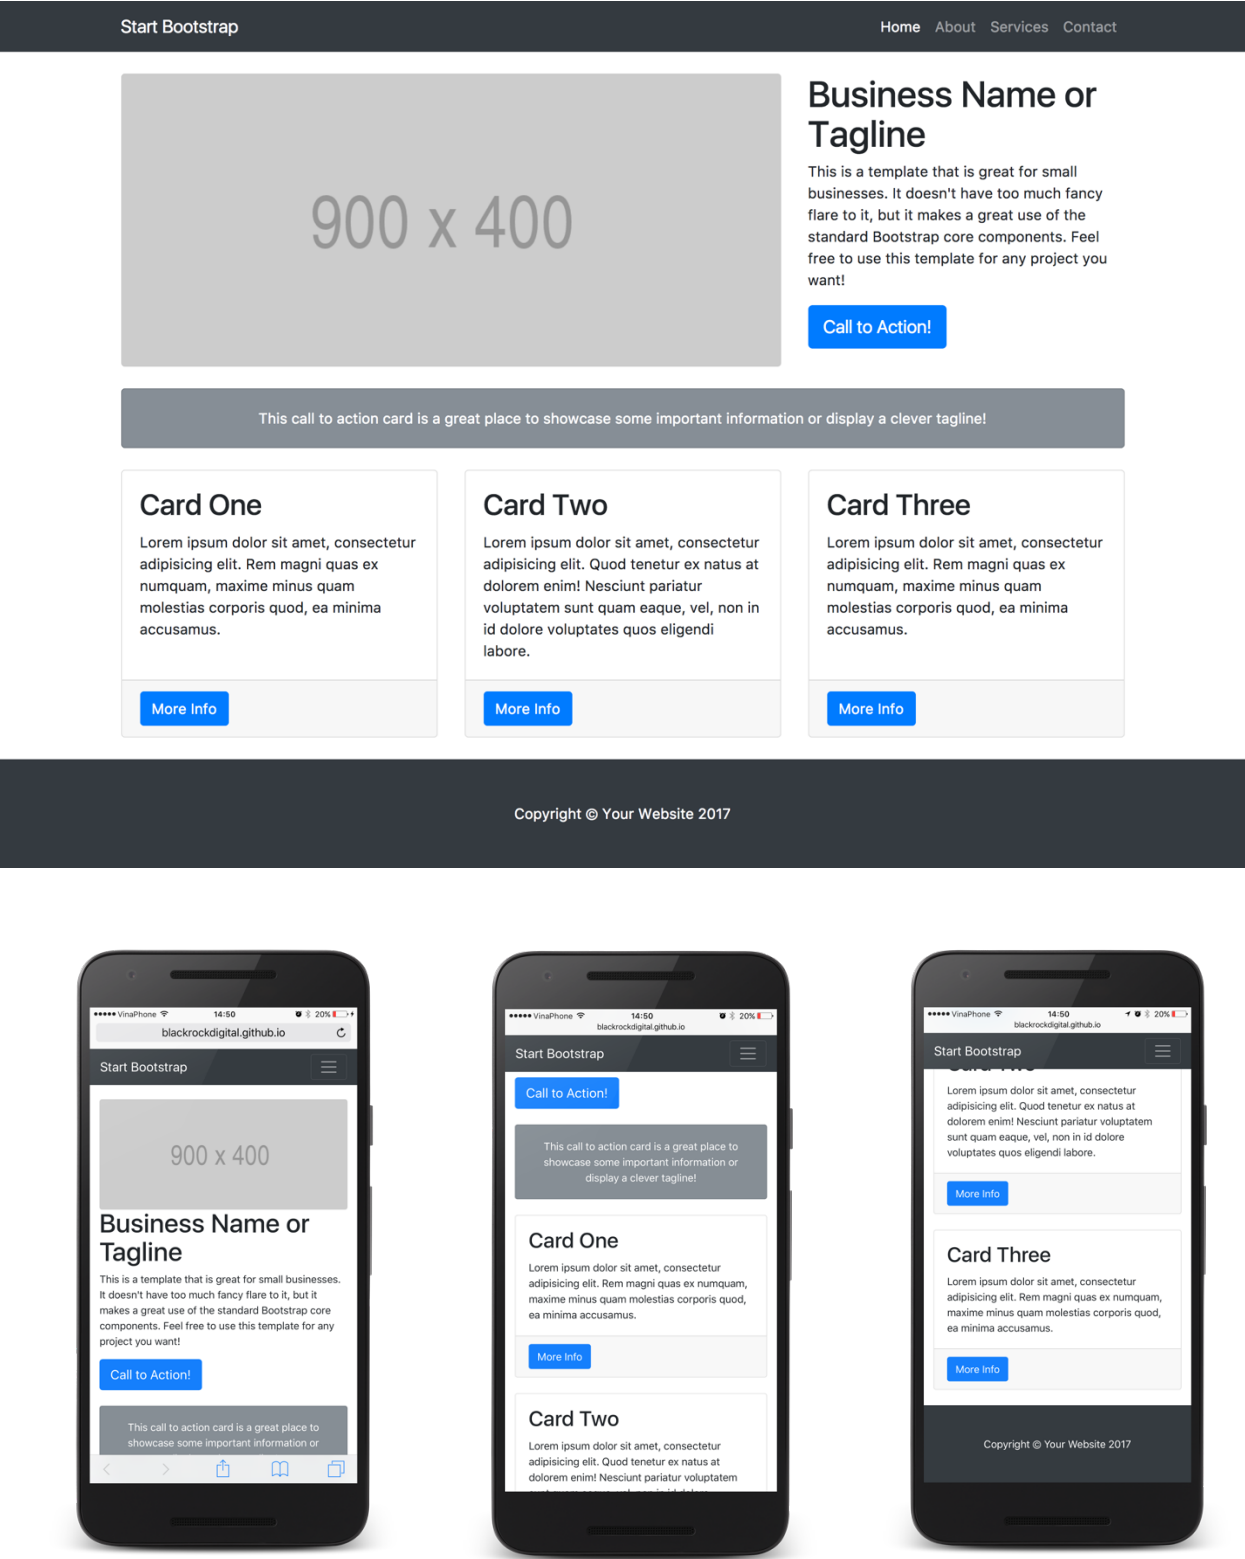 Start Bootstrap
Home About Services Contact
900 x 400
Business Name or
Tagline
This is a template that is great for small
businesses. It doesn't have too much fancy
flare to it, but it makes a great use of the
standard Bootstrap core components. Feel
free to use this template for any project you
want!
Call to Action!
This call to action card is a great place to showcase some important information or display a clever tagline!
Card One
Lorem ipsum dolor sit amet, consectetur
adipisicing elit. Rem magni quas ex
numquam, maxime minus quam
molestias corporis quod, ea minima
accusamus.
More Info
Card Two
Lorem ipsum dolor sit amet, consectetur
adipisicing elit. Quod tenetur ex natus at
dolorem enim! Nesciunt pariatur
voluptatem sunt quam eaque, vel, non in
id dolore voluptates quos eligendi
labore.
More Info
Card Three
Lorem ipsum dolor sit amet, consectetur
adipisicing elit. Rem magni quas ex
numquam, maxime minus quam
molestias corporis quod, ea minima
accusamus.
More Info
Copyright © Your Website 2017
VinaPhone 14:50 20%
blackrockdigital.github.io
Start Bootstrap
900 x 400
Business Name or
Tagline
This is a template that is great for small businesses.
It doesn't have too much fancy flare to it, but it
makes a great use of the standard Bootstrap core
components. Feel free to use this template for any
project you want!
Call to Action!
This call to action card is a great place to
showcase some important information or
VinaPhone 14:50 20%
blackrockdigital.github.io
Start Bootstrap
Call to Action!
This call to action card is a great place to
showcase some important information or
display a clever tagline!
Card One
Lorem ipsum dolor sit amet, consectetur
adipisicing elit. Rem magni quas ex numquam,
maxime minus quam molestias corporis quod,
ea minima accusamus.
More Info
Card Two
Lorem ipsum dolor sit amet, consectetur
adipisicing elit. Quod tenetur ex natus at
dolorem enim! Nesciunt pariatur voluptatem
VinaPhone 14:50 20%
blackrockdigital.github.io
Start Bootstrap
Lorem ipsum dolor sit amet, consectetur
adipisicing elit. Quod tenetur ex natus at
dolorem enim! Nesciunt pariatur voluptatem
sunt quam eaque, vel, non in id dolore
voluptates quos eligendi labore.
More Info
Card Three
Lorem ipsum dolor sit amet, consectetur
adipisicing elit. Rem magni quas ex numquam,
maxime minus quam molestias corporis quod,
ea minima accusamus.
More Info
Copyright © Your Website 2017